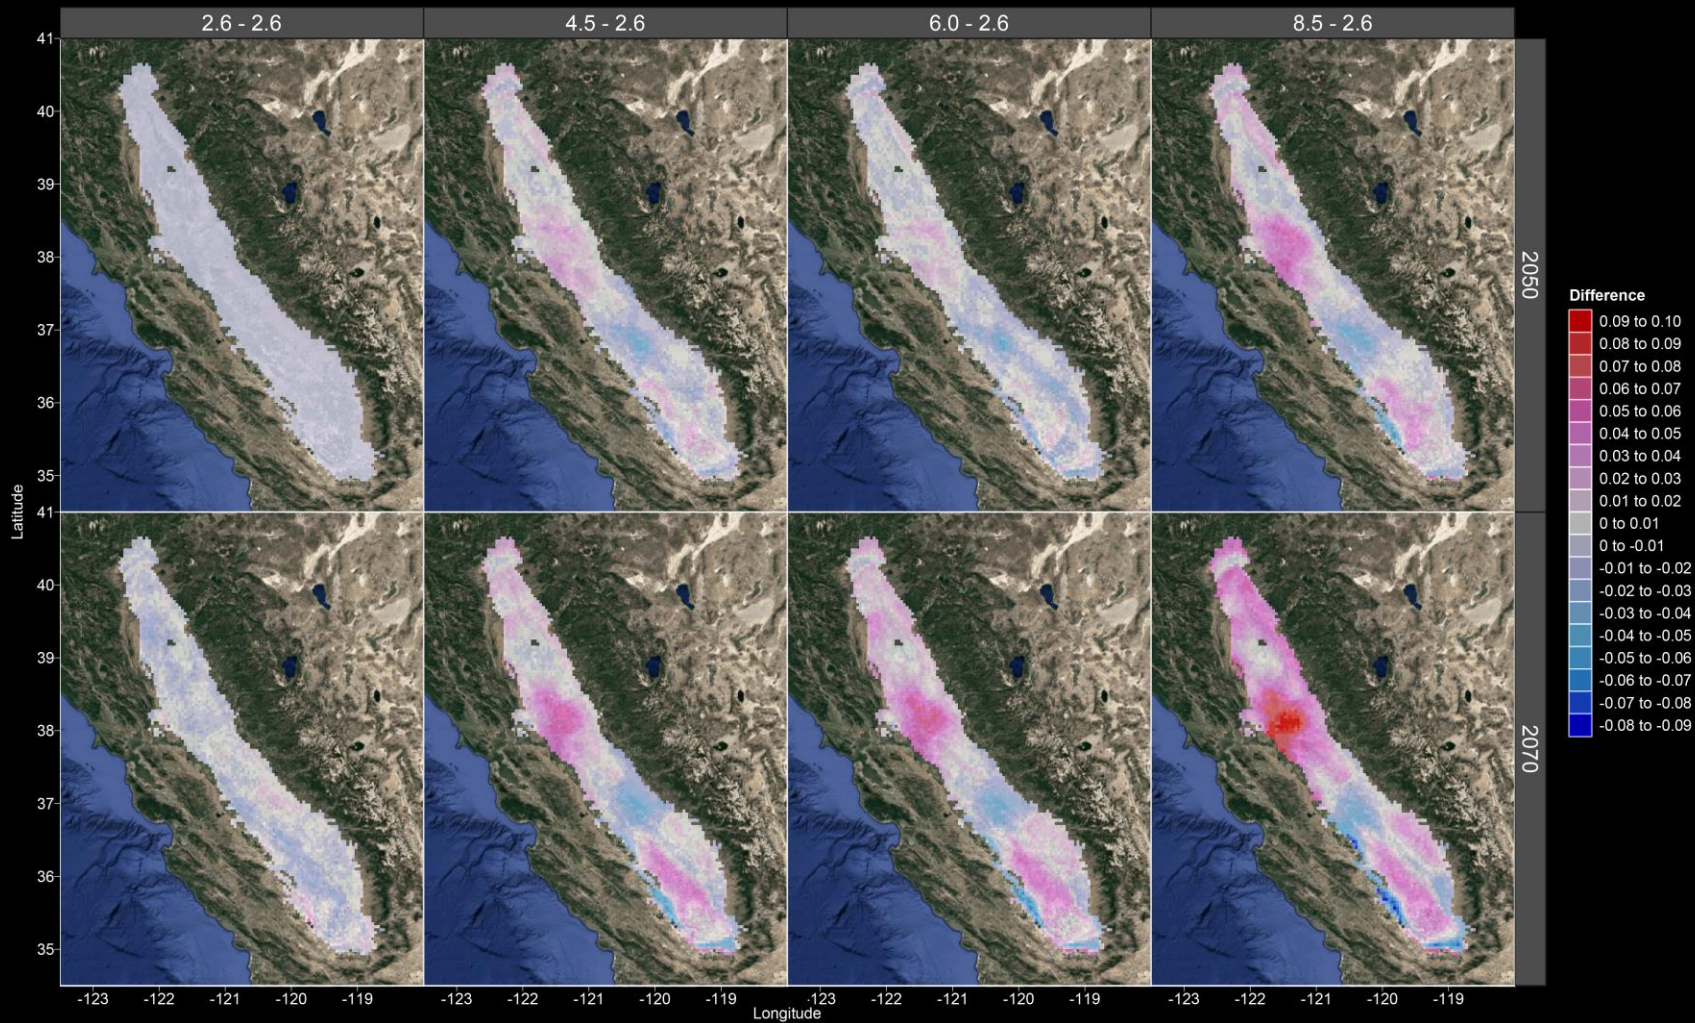 2.6 - 2.6
4.5 - 2.6
6.0 - 2.6
8.5 - 2.6
41
40
39
38
37
36
35
2050
41
40
39
38
37
36
35
2070
Latitude
-123
-122
-121
-120
-119
-123
-122
-121
-120
-119
-123
-122
-121
-120
-119
-123
-122
-121
-120
-119
Longitude
Difference
0.09 to 0.10
0.08 to 0.09
0.07 to 0.08
0.06 to 0.07
0.05 to 0.06
0.04 to 0.05
0.03 to 0.04
0.02 to 0.03
0.01 to 0.02
0 to 0.01
0 to -0.01
-0.01 to -0.02
-0.02 to -0.03
-0.03 to -0.04
-0.04 to -0.05
-0.05 to -0.06
-0.06 to -0.07
-0.07 to -0.08
-0.08 to -0.09